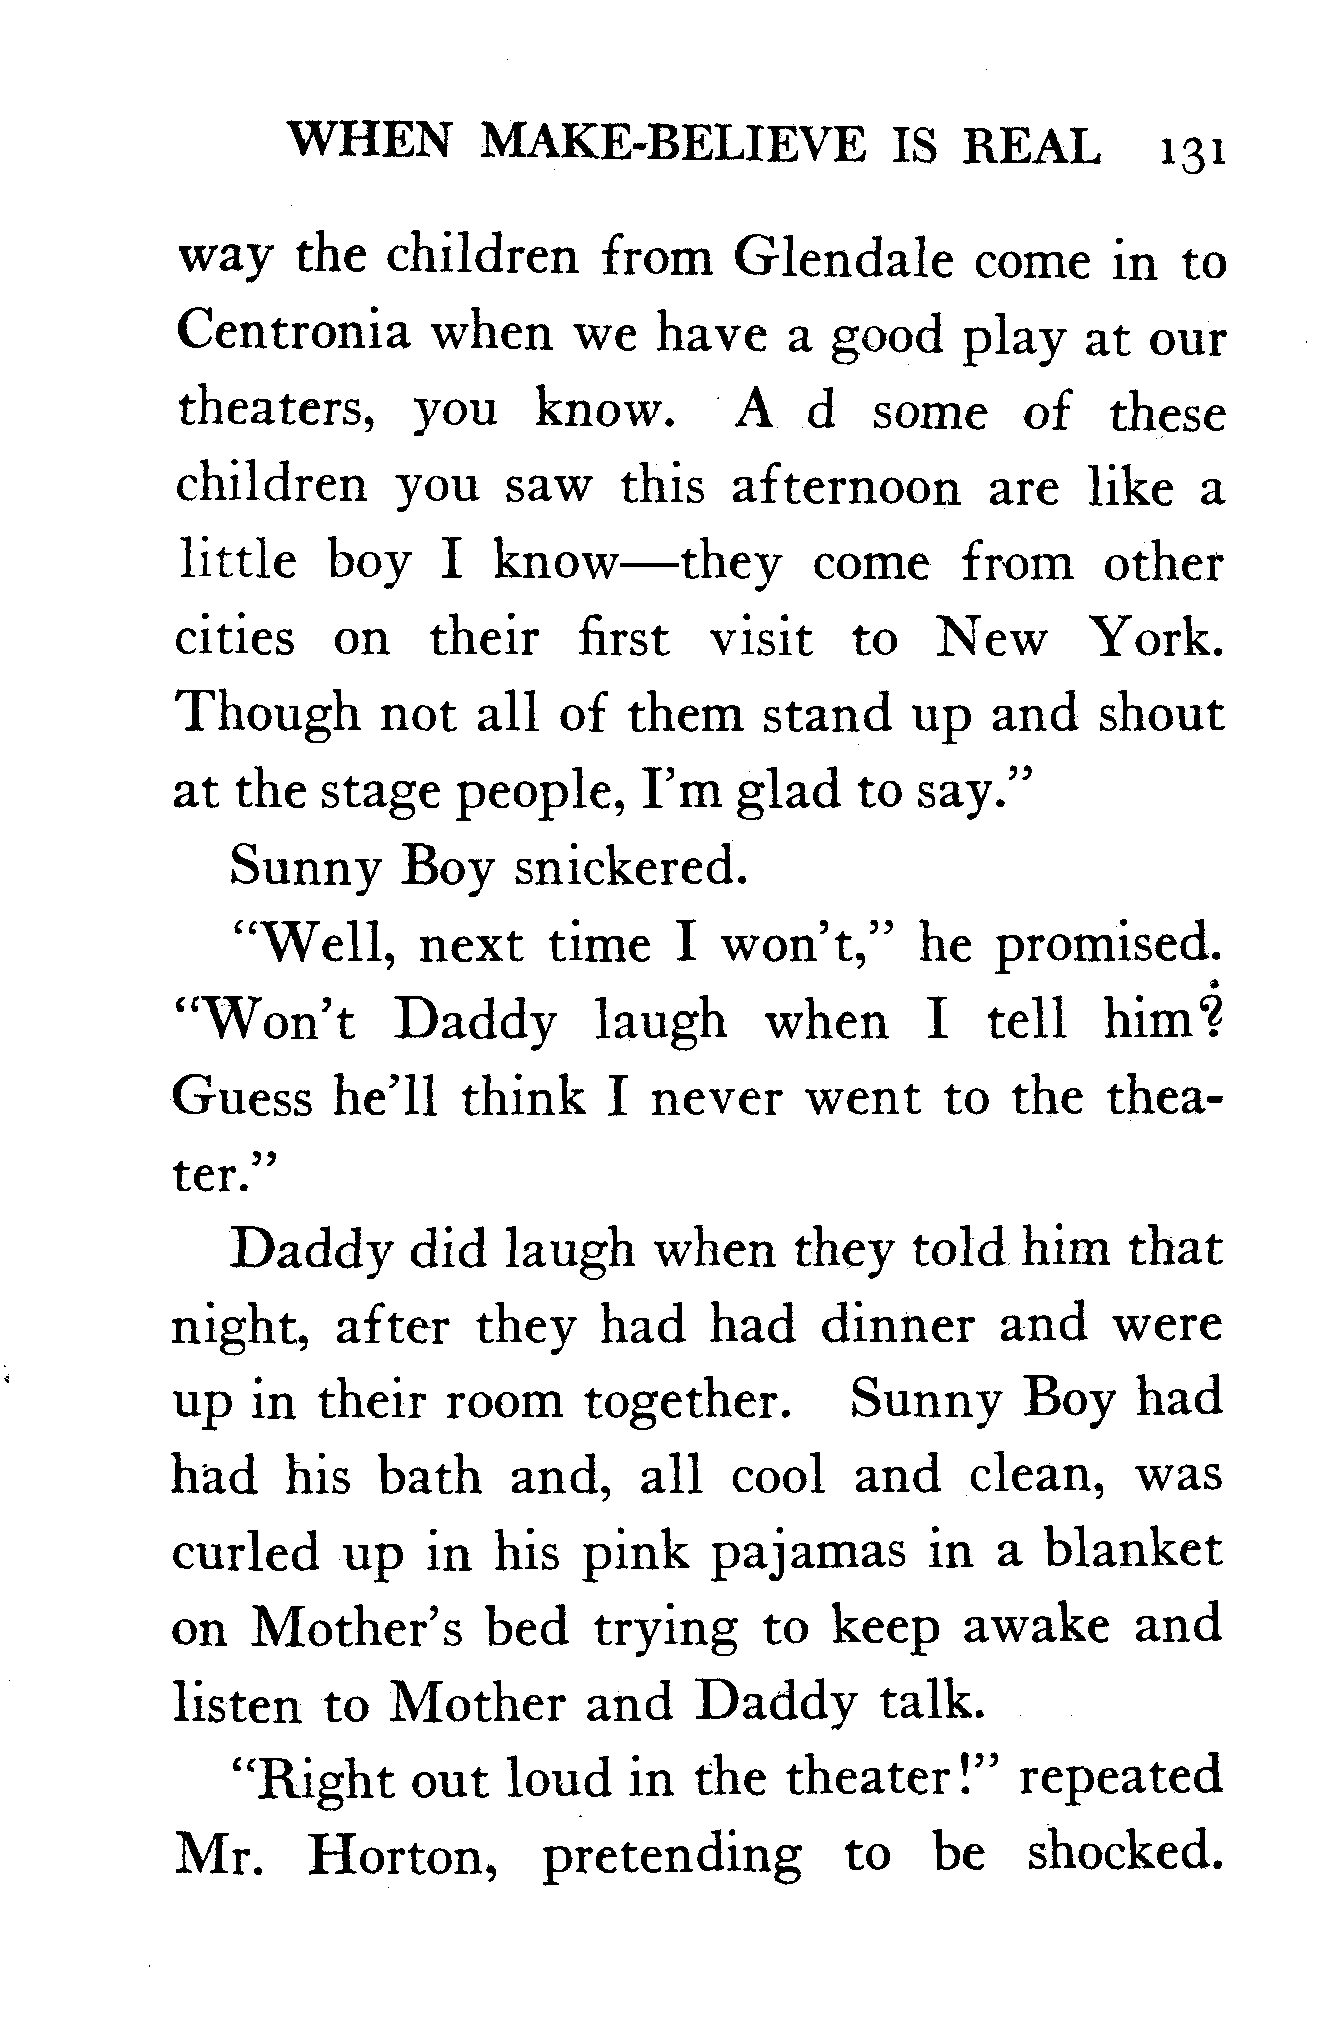 WHEN MAKE-BELIEVE IS REAL 131
way the children from Glendale come in to
Centronia when we have a good play at our
theaters, you know. A d some of these
children you saw this afternoon are like a
little boy I know—they come from other
cities on their first visit to New York.
Though not all of them stand up and shout
at the stage people, I'm glad to say."
Sunny Boy snickered.
"Well, next time I won't," he promised.
"Won't Daddy laugh when I tell him?
Guess he'll think I never went to the thea-
ter."
Daddy did laugh when they told him that
night, after they had had dinner and were
up in their room together. Sunny Boy had
had his bath and, all cool and clean, was
curled up in his pink pajamas in a blanket
on Mother's bed trying to keep awake and
listen to Mother and Daddy talk.
"Right out loud in the theater!" repeated
Mr. Horton, pretending to be shocked.